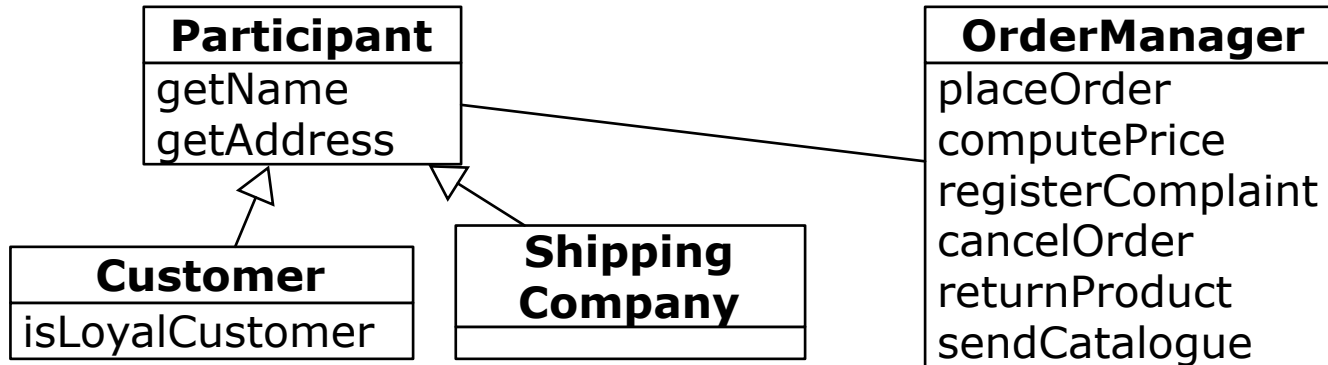 Participant
getName
getAddress
OrderManager
placeOrder
computePrice
registerComplaint
cancelOrder
returnProduct
sendCatalogue
Customer
isLoyalCustomer
Shipping
Company